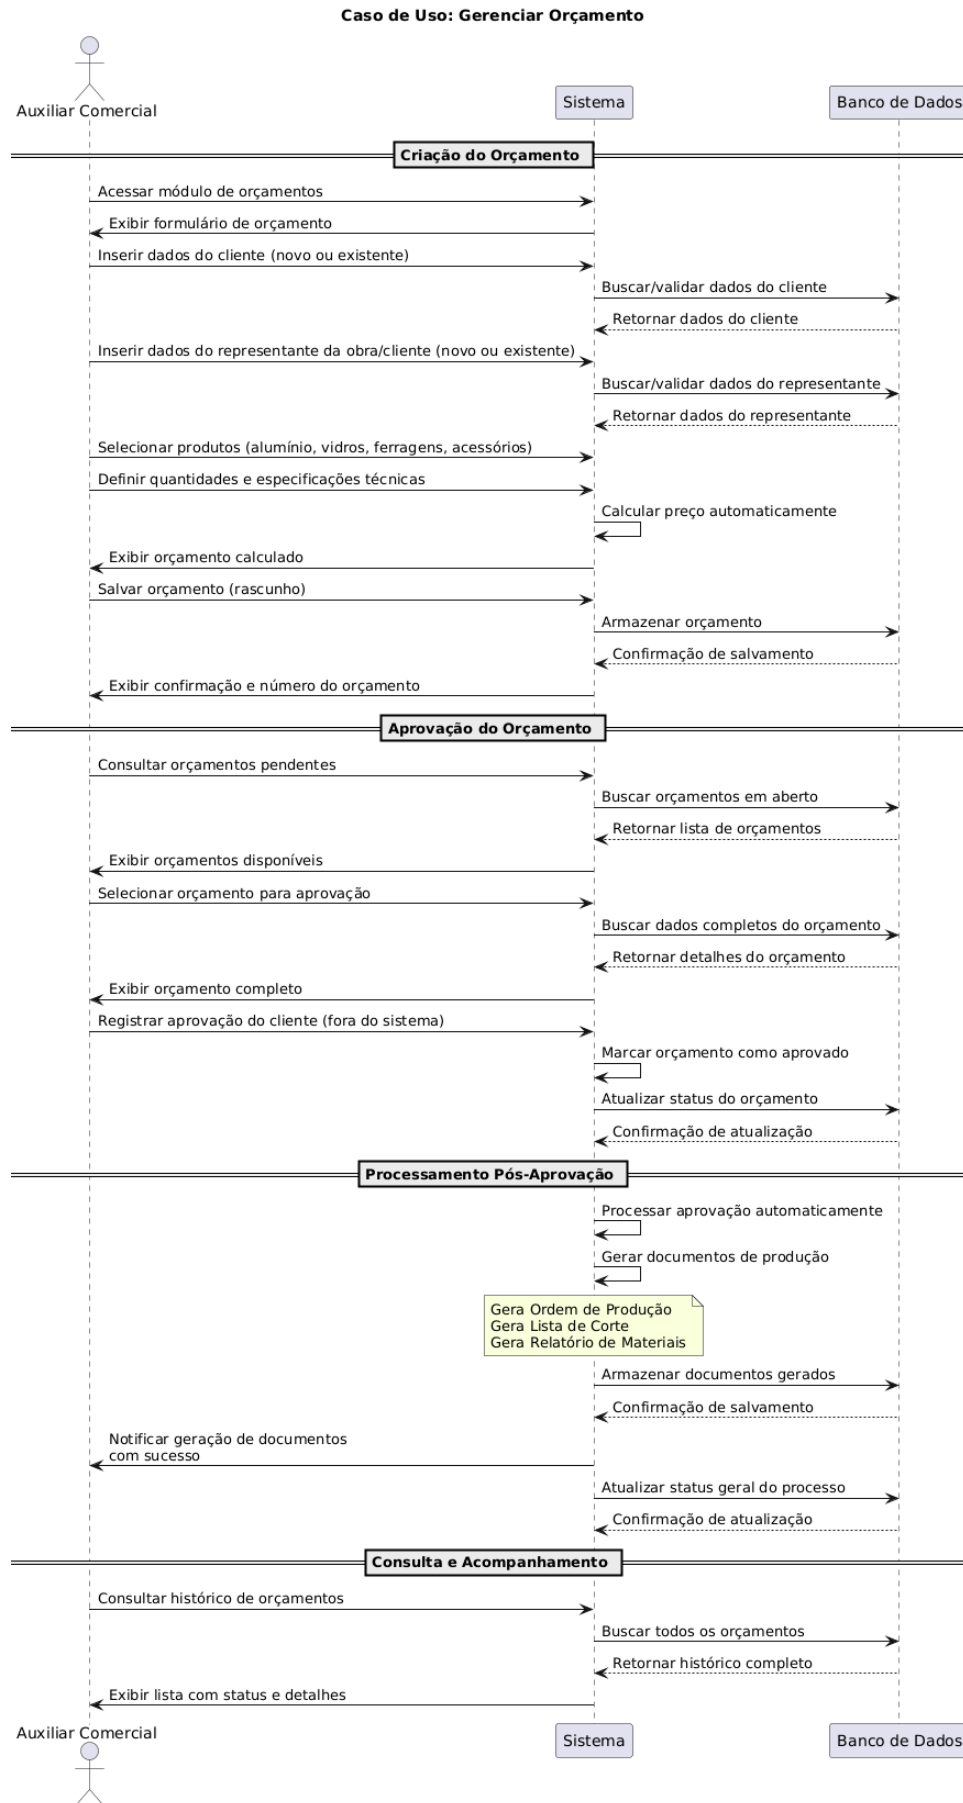 Caso de Uso: Gerenciar Orçamento
Auxiliar Comercial
Sistema
Banco de Dados
Criação do Orçamento
Acessar módulo de orçamentos
Exibir formulário de orçamento
Inserir dados do cliente (novo ou existente)
Buscar/validar dados do cliente
Retornar dados do cliente
Inserir dados do representante da obra/cliente (novo ou existente)
Buscar/validar dados do representante
Retornar dados do representante
Selecionar produtos (alumínio, vidros, ferragens, acessórios)
Definir quantidades e especificações técnicas
Calcular preço automaticamente
Exibir orçamento calculado
Salvar orçamento (rascunho)
Armazenar orçamento
Confirmação de salvamento
Exibir confirmação e número do orçamento
Aprovação do Orçamento
Consultar orçamentos pendentes
Buscar orçamentos em aberto
Retornar lista de orçamentos
Exibir orçamentos disponíveis
Selecionar orçamento para aprovação
Buscar dados completos do orçamento
Retornar detalhes do orçamento
Exibir orçamento completo
Registrar aprovação do cliente (fora do sistema)
Marcar orçamento como aprovado
Atualizar status do orçamento
Confirmação de atualização
Processamento Pós-Aprovação
Processar aprovação automaticamente
Gerar documentos de produção
Gera Ordem de Produção
Gera Lista de Corte
Gera Relatório de Materiais
Armazenar documentos gerados
Confirmação de salvamento
Notificar geração de documentos
com sucesso
Atualizar status geral do processo
Confirmação de atualização
Consulta e Acompanhamento
Consultar histórico de orçamentos
Buscar todos os orçamentos
Retornar histórico completo
Exibir lista com status e detalhes
Auxiliar Comercial
Sistema
Banco de Dados